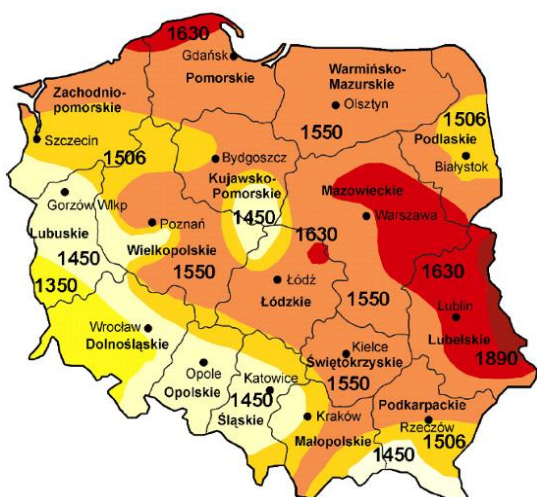 1630
Gdańsk
Pomorskie
Warmińsko-
Mazurskie
Olsztyn
Zachodnio-
pomorskie
Szczecin
1506
1550
1506
Podlaskie
Białystok
Bydgoszcz
Kujawsko-
Pomorskie
1450
Mazowieckie
Warszawa
Gorzów Wlkp
Lubuskie
1450
1350
Poznań
Wielkopolskie
1550
1630
Łódź
Łódzkie
1550
1630
Lublin
Lubelskie
1890
Wrocław
Dolnośląskie
Opole
Opolskie
Katowice
1450
Śląskie
Kielce
Świętokrzyskie
1550
Kraków
Małopolskie
Podkarpackie
Rzeczów
1506
1450